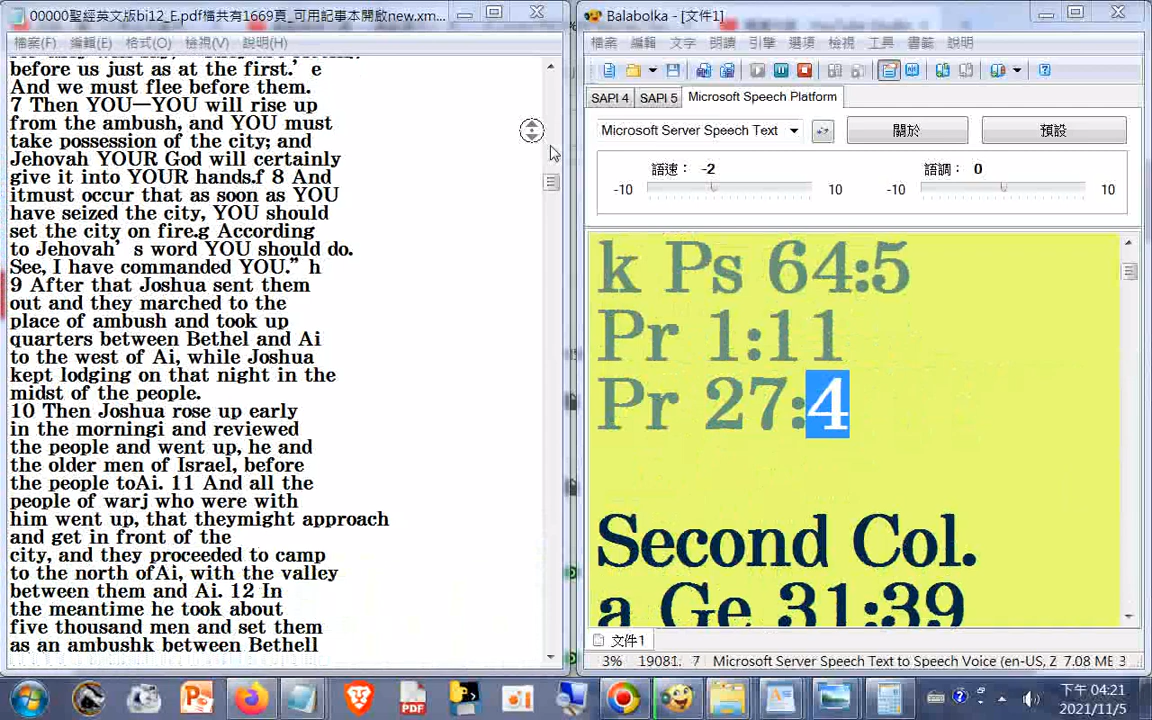 00000聖經英文版bi12_E.pdf檔共有1669頁_可用記事本開啟new.xm...
檔案(F) 編輯(E) 格式(O) 檢視(V) 說明(H)
before us just as at the first.’ e
And we must flee before them.
7 Then YOU—YOU will rise up
from the ambush, and YOU must
take possession of the city; and
Jehovah YOUR God will certainly
give it into YOUR hands.f 8 And
itmust occur that as soon as YOU
have seized the city, YOU should
set the city on fire.g According
to Jehovah’s word YOU should do.
See, I have commanded YOU.” h
9 After that Joshua sent them
out and they marched to the
place of ambush and took up
quarters between Bethel and Ai
to the west of Ai, while Joshua
kept lodging on that night in the
midst of the people.
10 Then Joshua rose up early
in the morningi and reviewed
the people and went up, he and
the older men of Israel, before
the people toAi. 11 And all the
people of warj who were with
him went up, that theymight approach
and get in front of the
city, and they proceeded to camp
to the north ofAi, with the valley
between them and Ai. 12 In
the meantime he took about
five thousand men and set them
as an ambushk between Bethell
Balabolka - [文件1]
檔案 編輯 文字 朗讀 引擎 選項 檢視 工具 書籤 說明
SAPI 4 SAPI 5 Microsoft Speech Platform
Microsoft Server Speech Text 關於 預設
語速: -2 語調: 0
-10 10 -10 10
k Ps 64:5
Pr 1:11
Pr 27:4
Second Col.
a Ge 31:39
文件1
3% 19081. 7 Microsoft Server Speech Text to Speech Voice (en-US, Z 7.08 ME 3
PDF
下午 04:21
2021/11/5